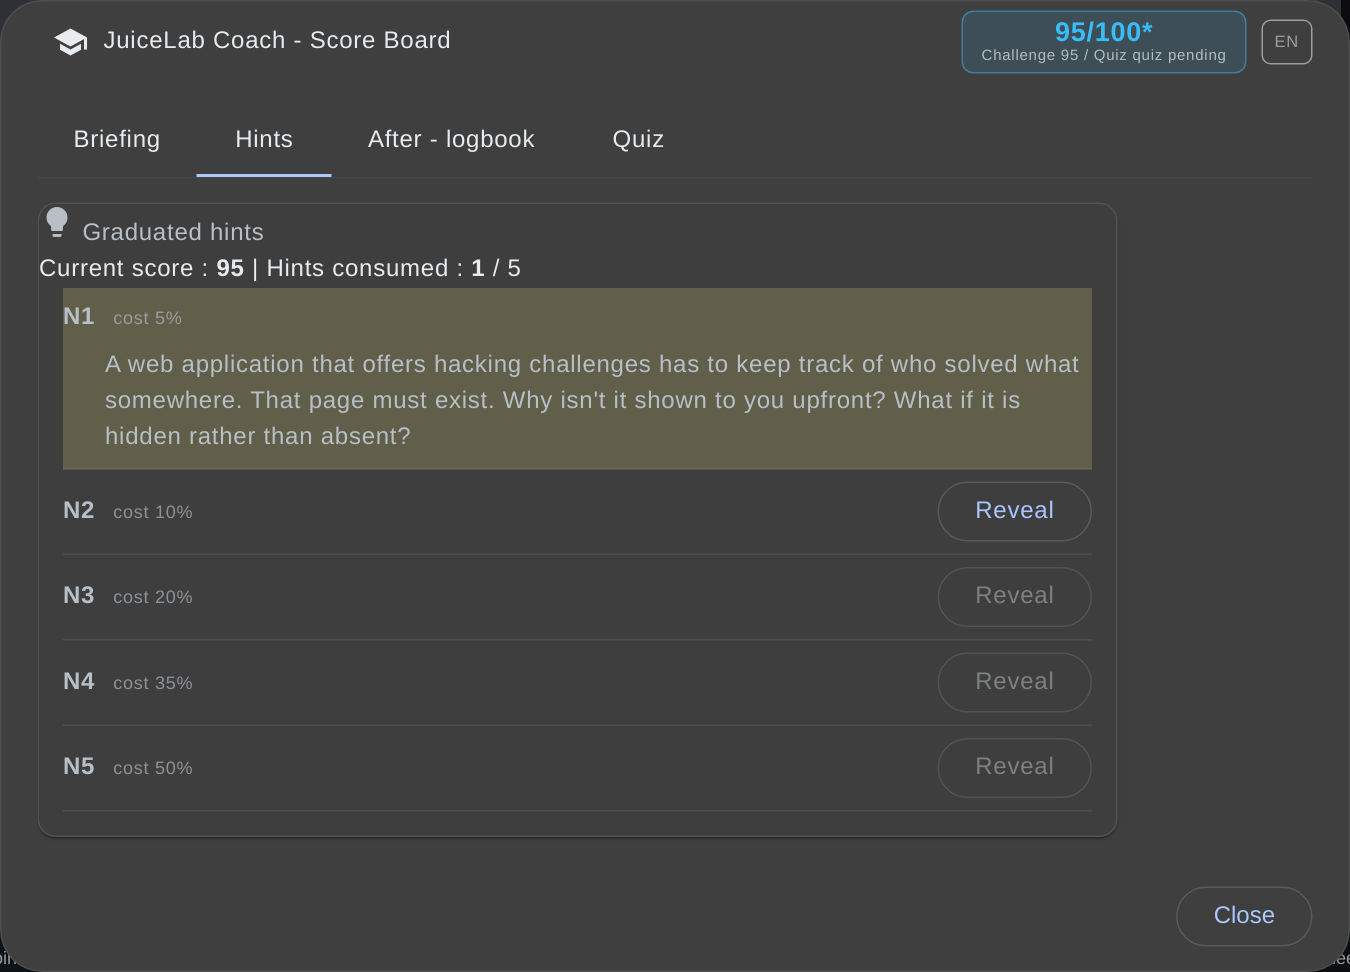 JuiceLab Coach - Score Board
95/100*
Challenge 95 / Quiz quiz pending
EN
Briefing
Hints
After - logbook
Quiz
Graduated hints
Current score : 95 | Hints consumed : 1 / 5
N1 cost 5%
A web application that offers hacking challenges has to keep track of who solved what
somewhere. That page must exist. Why isn't it shown to you upfront? What if it is
hidden rather than absent?
N2 cost 10% Reveal
N3 cost 20% Reveal
N4 cost 35% Reveal
N5 cost 50% Reveal
Close